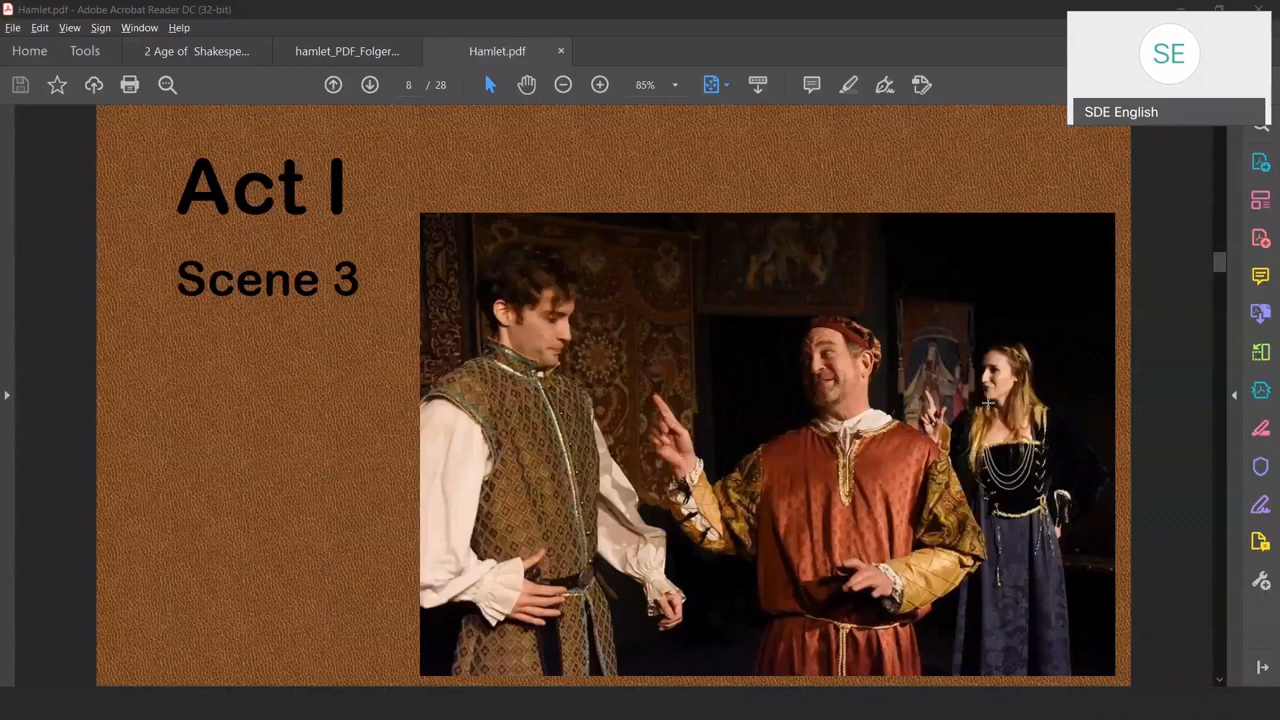 Hamlet.pdf - Adobe Acrobat Reader DC (32-bit)
File Edit View Sign Window Help
Home Tools 2 Age of Shakespe... hamlet_PDF_Folger... Hamlet.pdf ×
8 / 28 85%
SE
SDE English
Act I
Scene 3